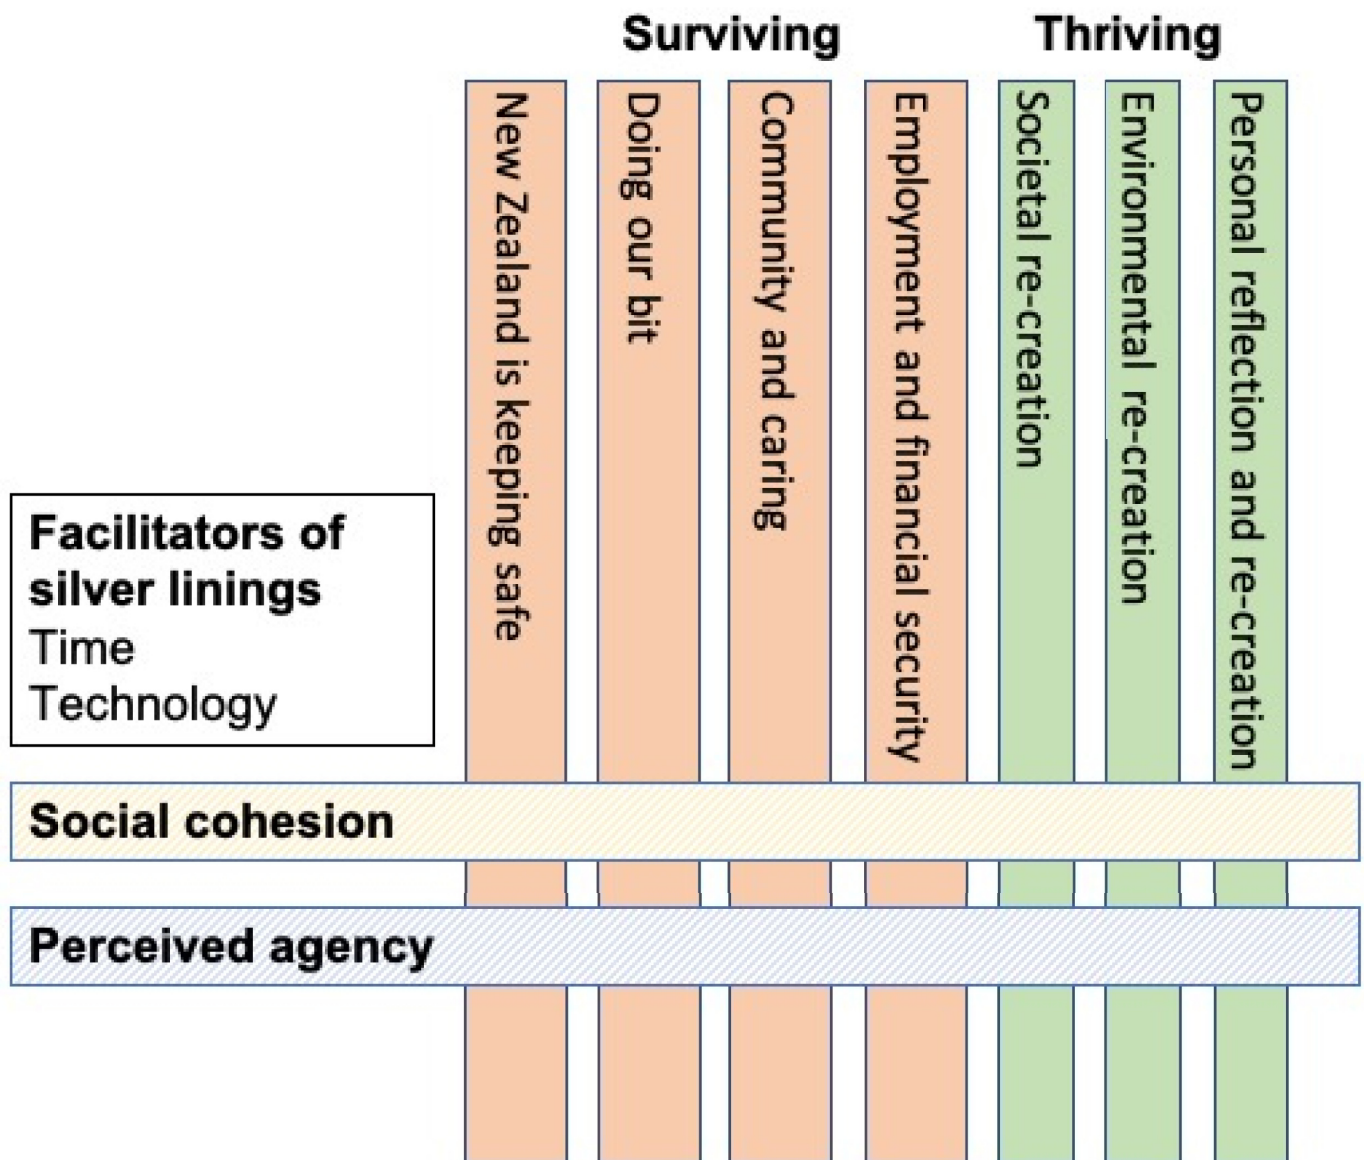 Surviving
Thriving
New Zealand is keeping safe
Doing our bit
Community and caring
Employment and financial security
Societal re-creation
Environmental re-creation
Personal reflection and re-creation
Facilitators of
silver linings
Time
Technology
Social cohesion
Perceived agency